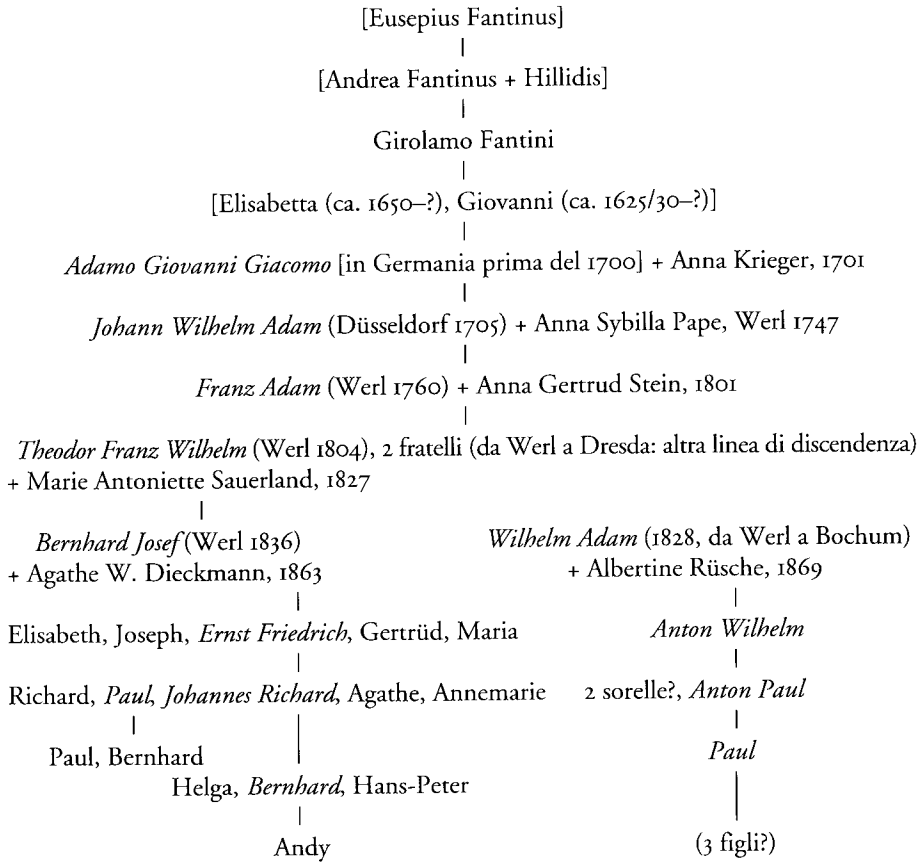 [Eusepius Fantinus]
[Andrea Fantinus + Hillidis]
Girolamo Fantini
[Elisabetta (ca. 1650–?), Giovanni (ca. 1625/30–?)]
Adamo Giovanni Giacomo [in Germania prima del 1700] + Anna Krieger, 1701
Johann Wilhelm Adam (Düsseldorf 1705) + Anna Sybilla Pape, Werl 1747
Franz Adam (Werl 1760) + Anna Gertrud Stein, 1801
Theodor Franz Wilhelm (Werl 1804), 2 fratelli (da Werl a Dresda: altra linea di discendenza)
+ Marie Antoniette Sauerland, 1827
Bernhard Josef (Werl 1836)
+ Agathe W. Dieckmann, 1863
Wilhelm Adam (1828, da Werl a Bochum)
+ Albertine Rüsche, 1869
Elisabeth, Joseph, Ernst Friedrich, Gertrüd, Maria
Anton Wilhelm
Richard, Paul, Johannes Richard, Agathe, Annemarie
2 sorelle?, Anton Paul
Paul, Bernhard
Paul
Helga, Bernhard, Hans-Peter
Andy
(3 figli?)